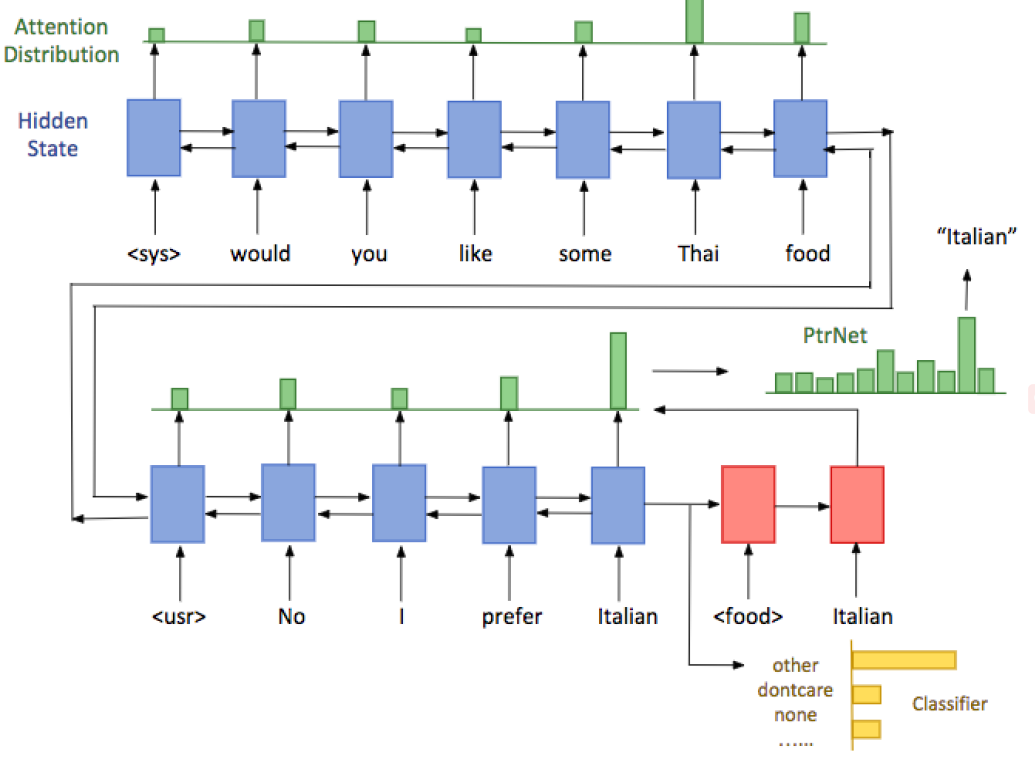 Attention
Distribution
Hidden
State
<sys> would you like some Thai food
"Italian"
PtrNet
<usr> No I prefer Italian <food> Italian
other
dontcare
none
......
Classifier